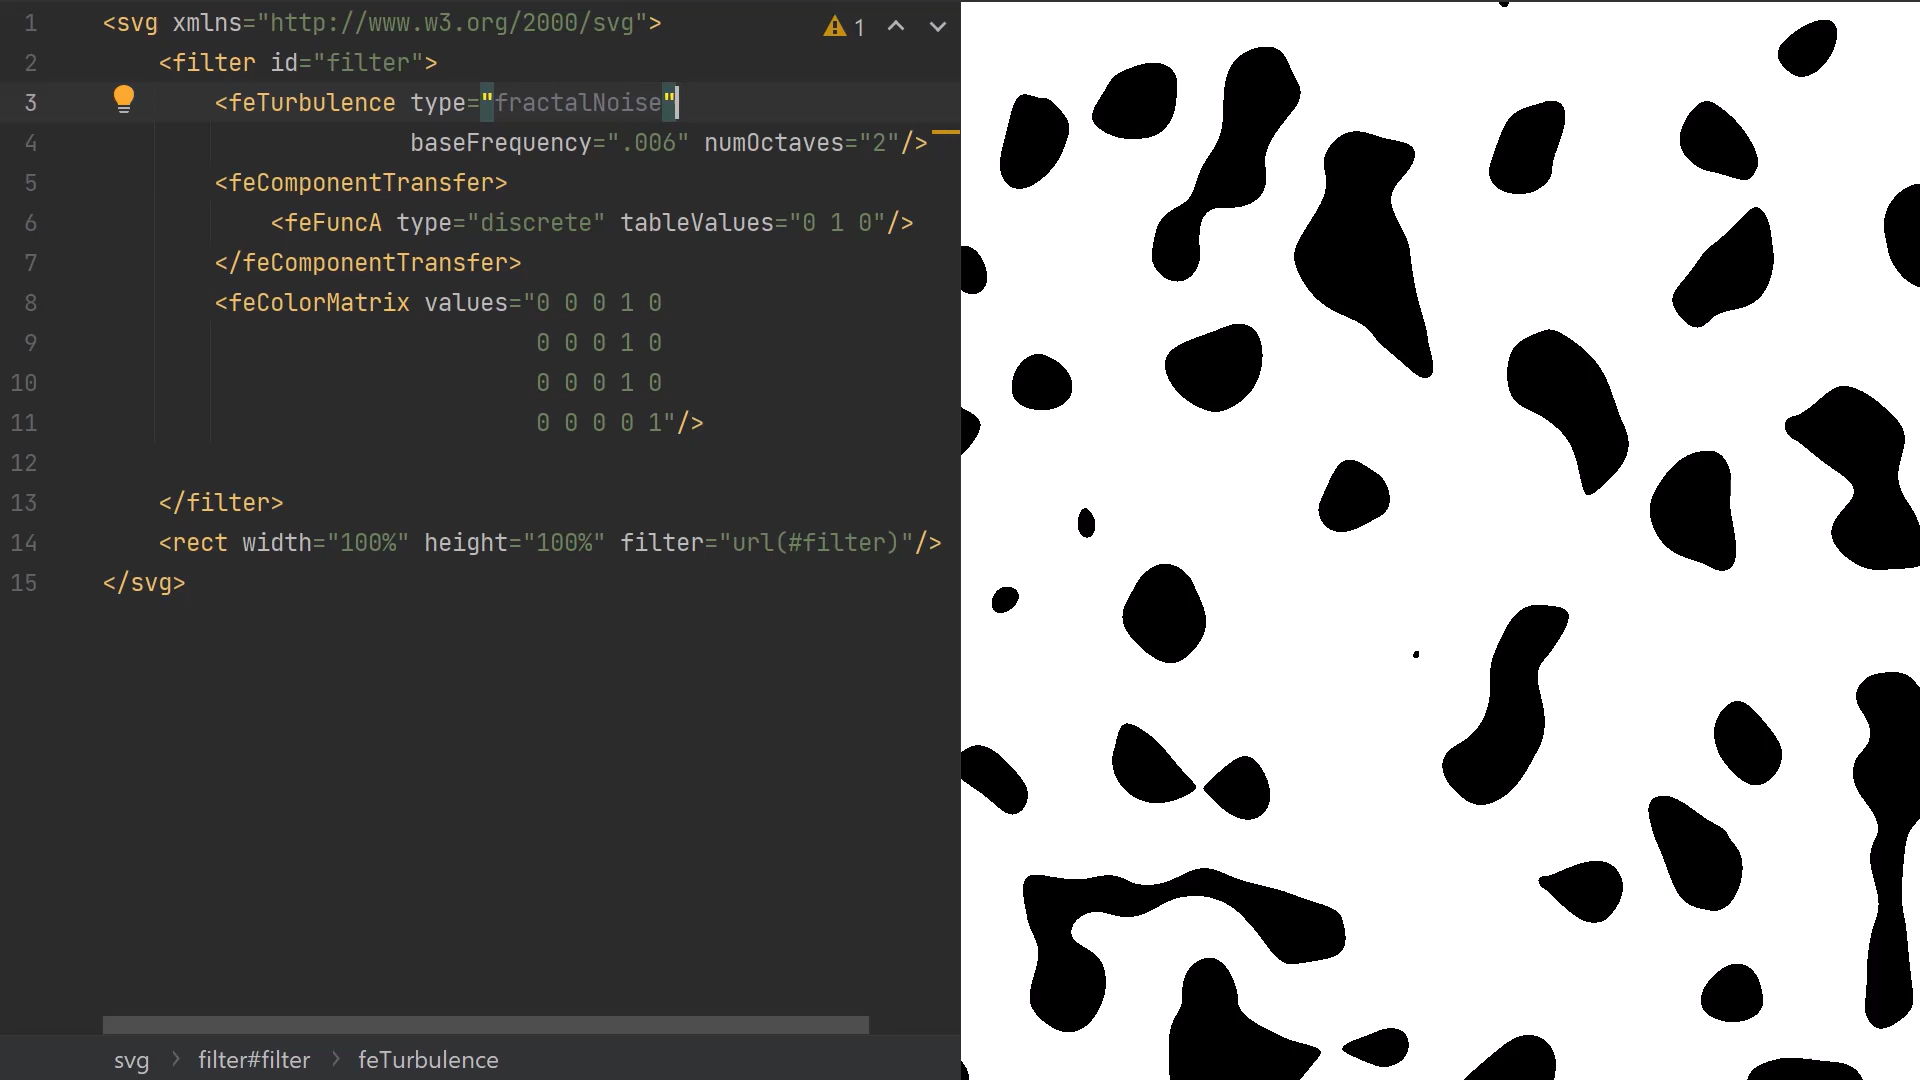 1 <svg xmlns="http://www.w3.org/2000/svg"> 1
2 <filter id="filter">
3 <feTurbulence type="fractalNoise"
4 baseFrequency=".006" numOctaves="2"/>
5 <feComponentTransfer>
6 <feFuncA type="discrete" tableValues="0 1 0"/>
7 </feComponentTransfer>
8 <feColorMatrix values="0 0 0 1 0
9 0 0 0 1 0
10 0 0 0 1 0
11 0 0 0 0 1"/>
12
13 </filter>
14 <rect width="100%" height="100%" filter="url(#filter)"/>
15 </svg>
svg › filter#filter › feTurbulence